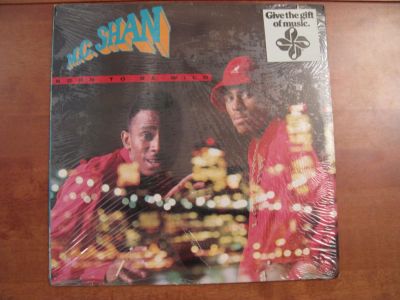 M.C. SHAN
BORN TO BE WILD
Give the gift
of music.